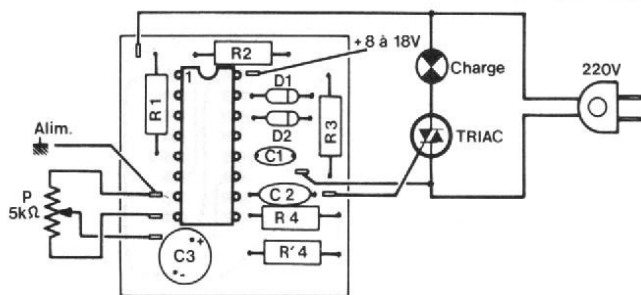 +8 à 18V
R2
1
D1
R1
D2
R3
C1
Charge
220V
TRIAC
Alim.
P
5kΩ
C2
R4
C3
+
-
R'4